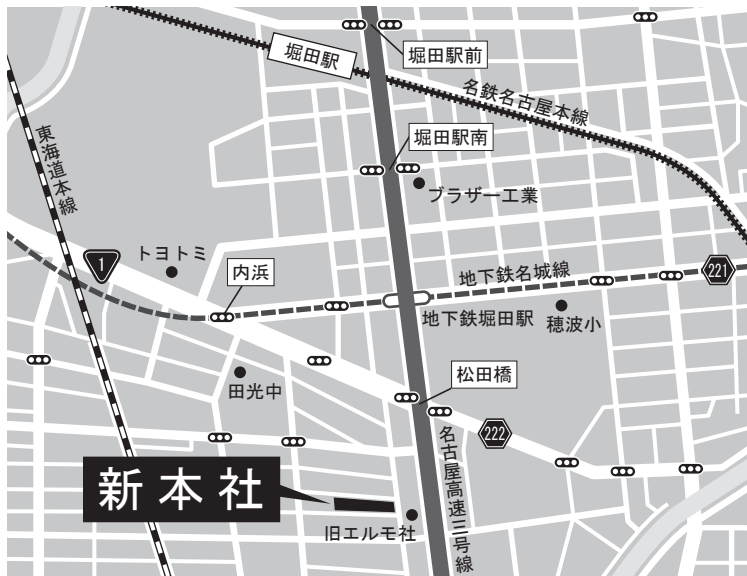 堀田駅
堀田駅前
名鉄名古屋本線
東海道本線
堀田駅南
ブラザー工業
1
トヨトミ
内浜
地下鉄名城線
221
地下鉄堀田駅
穂波小
田光中
松田橋
222
名古屋高速三号線
新本社
旧エルモ社